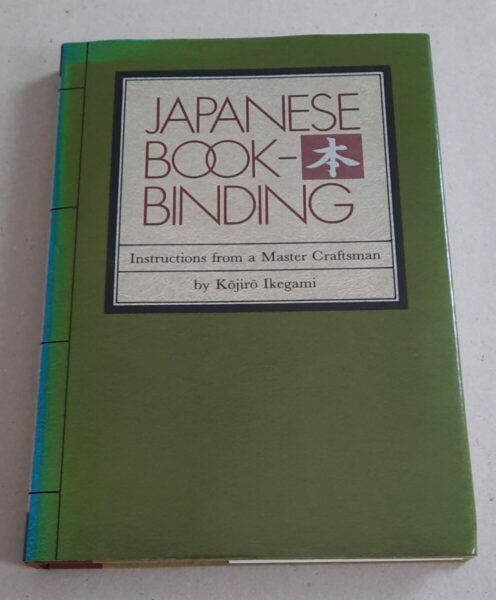 JAPANESE
BOOK- 本
BINDING
Instructions from a Master Craftsman
by Kōjirō Ikegami